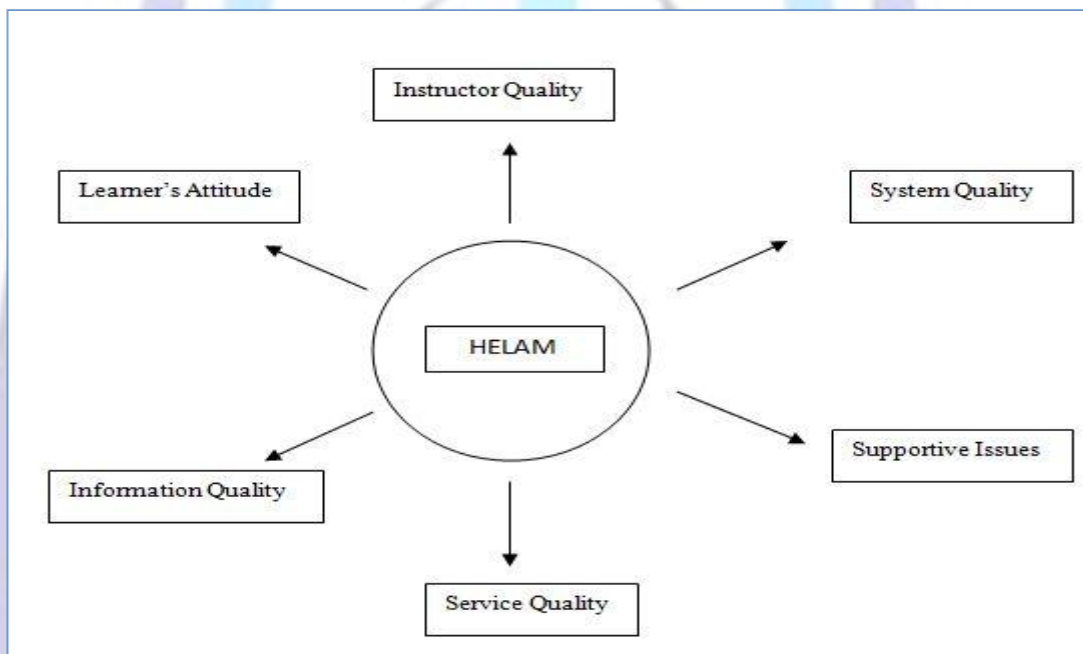 Instructor Quality
Learner's Attitude
System Quality
HELAM
Supportive Issues
Information Quality
Service Quality